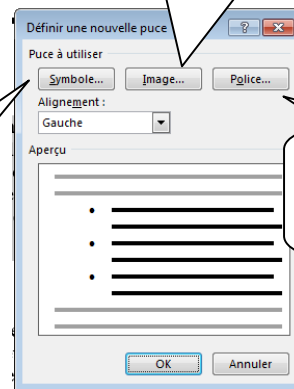 Définir une nouvelle puce
Puce à utiliser
Symbole... Image... Police...
Alignement :
Gauche
Aperçu
OK Annuler